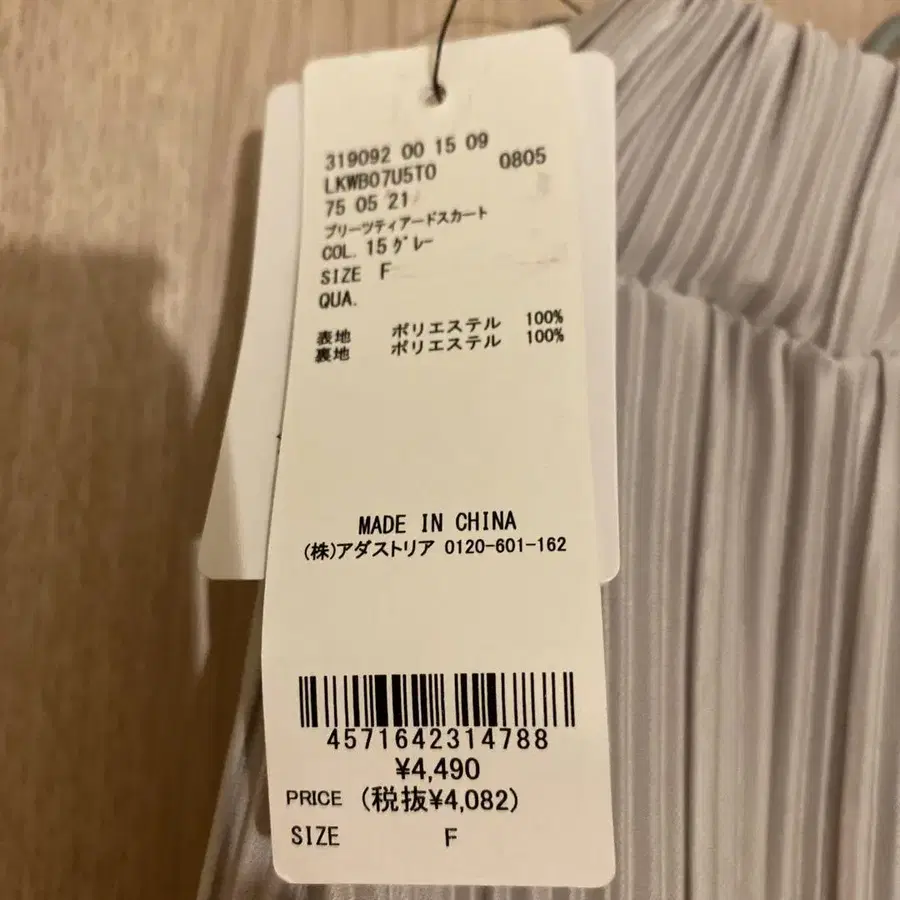 319092 00 15 09
LKWB07U5T0 0805
75 05 21
プリーツティアードスカート
COL. 15 ｸﾞﾚｰ
SIZE F
QUA.
表地 ポリエステル 100%
裏地 ポリエステル 100%
MADE IN CHINA
(株)アダストリア 0120-601-162
4571642314788
¥4,490
PRICE (税抜¥4,082)
SIZE F